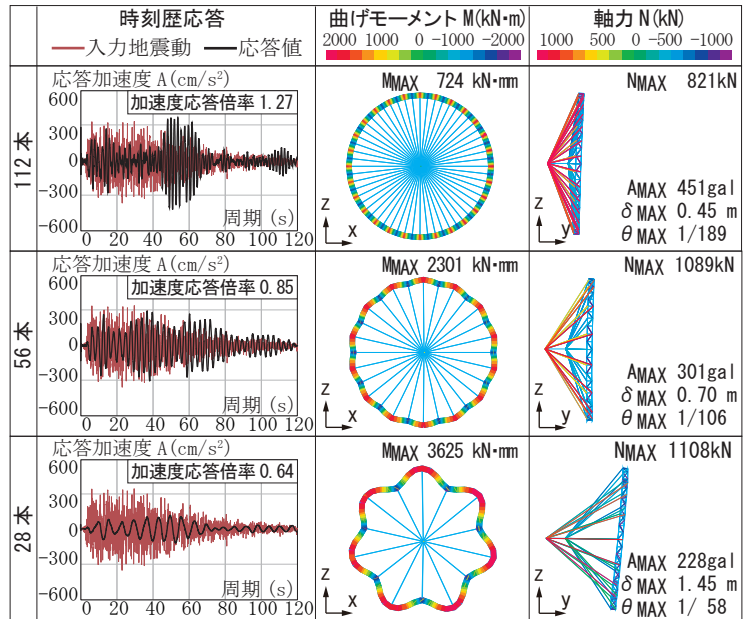 時刻歴応答
入力地震動 応答値
曲げモーメント M(kN・m)
2000 1000 0 −1000 −2000
軸力 N(kN)
1000 500 0 −500 −1000
112本
応答加速度 A(cm/s²)
加速度応答倍率 1.27
600
300
0
−300
−600
周期(s)
0 20 40 60 80 100 120
MMAX 724 kN・mm
z
x
NMAX 821kN
AMAX 451gal
δMAX 0.45 m
θMAX 1/189
z
y
56本
応答加速度 A(cm/s²)
加速度応答倍率 0.85
600
300
0
−300
−600
周期(s)
0 20 40 60 80 100 120
MMAX 2301 kN・mm
z
x
NMAX 1089kN
AMAX 301gal
δMAX 0.70 m
θMAX 1/106
z
y
28本
応答加速度 A(cm/s²)
加速度応答倍率 0.64
600
300
0
−300
−600
周期(s)
0 20 40 60 80 100 120
MMAX 3625 kN・mm
z
x
NMAX 1108kN
AMAX 228gal
δMAX 1.45 m
θMAX 1/ 58
z
y